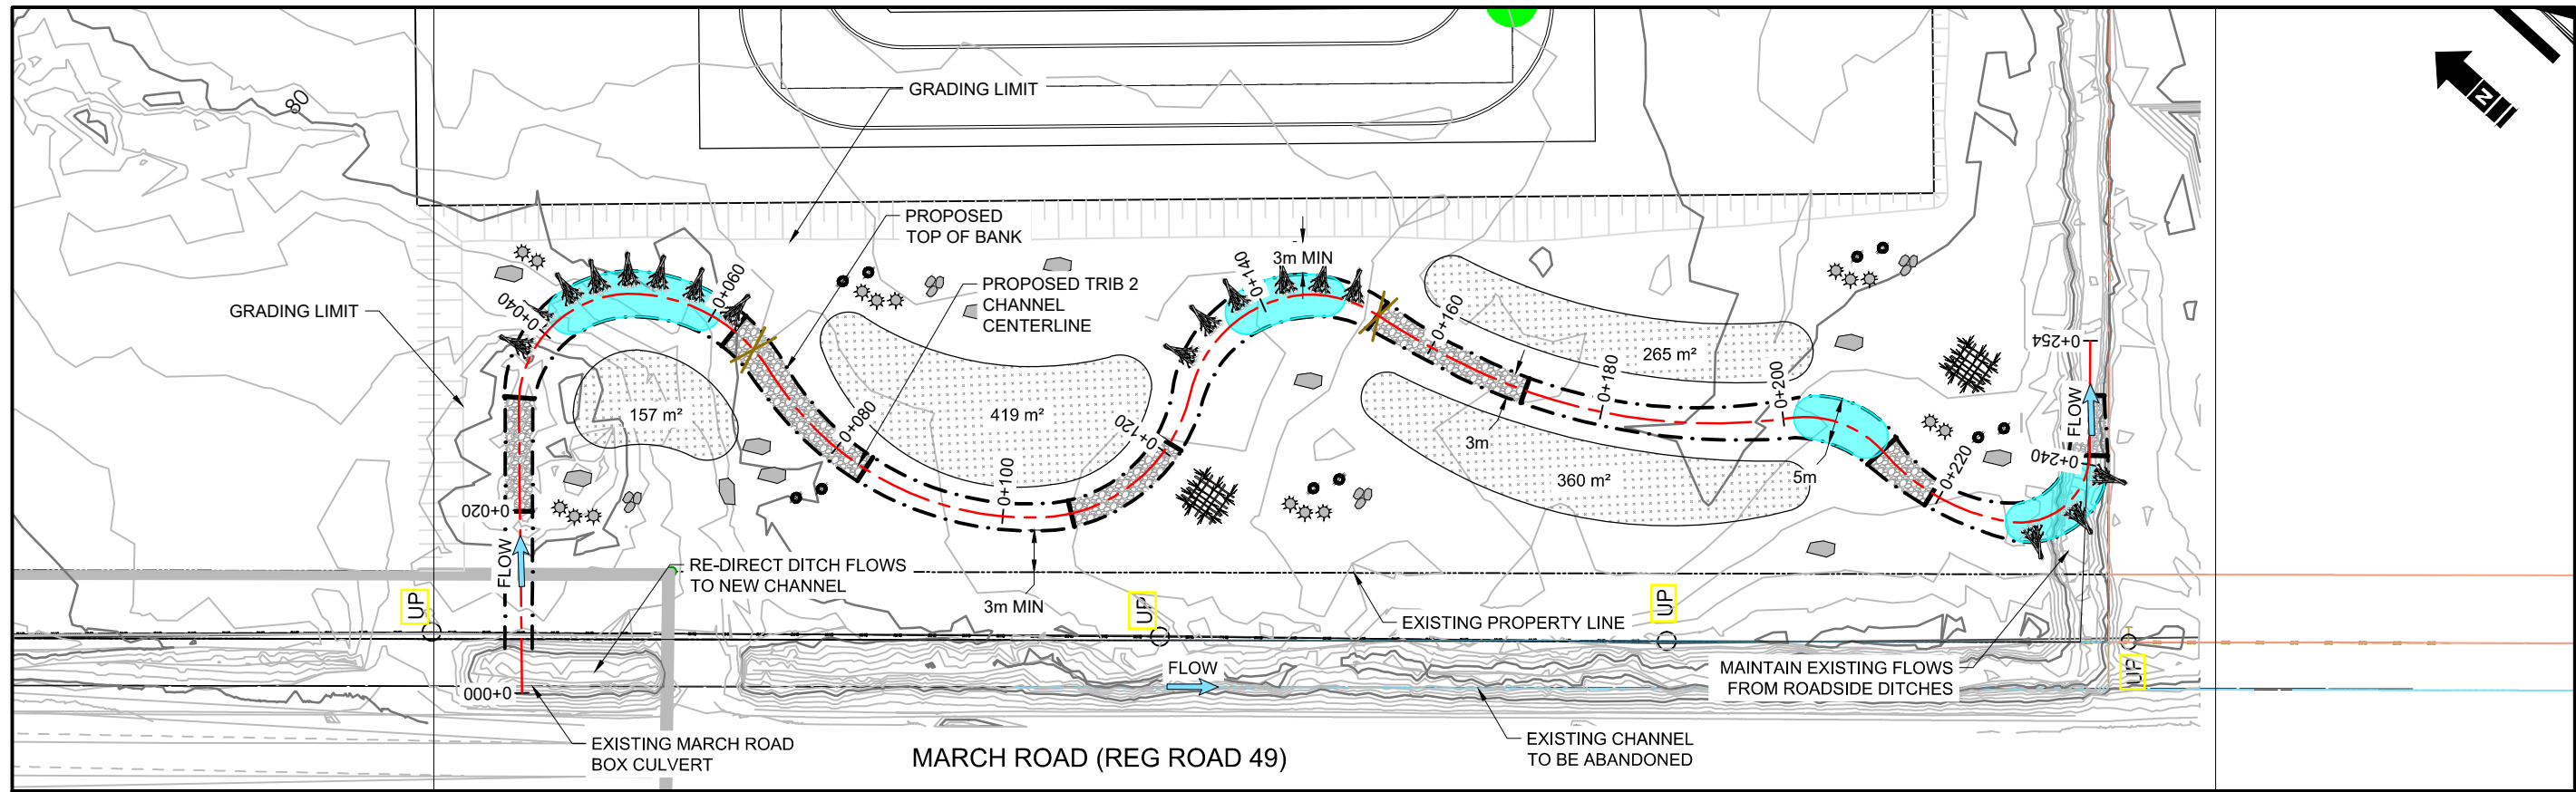 GRADING LIMIT
80
N
PROPOSED
TOP OF BANK
3m MIN
0+140
0+060
PROPOSED TRIB 2
CHANNEL
CENTERLINE
0+040
GRADING LIMIT
0+160
265 m²
0+254
0+180
0+200
157 m²
419 m²
0+080
0+120
3m
FLOW
0+240
0+220
0+100
360 m²
5m
0+020
FLOW
RE-DIRECT DITCH FLOWS
TO NEW CHANNEL
3m MIN
UP
UP
UP
EXISTING PROPERTY LINE
FLOW
MAINTAIN EXISTING FLOWS
FROM ROADSIDE DITCHES
UP
0+000
EXISTING MARCH ROAD
BOX CULVERT
MARCH ROAD (REG ROAD 49)
EXISTING CHANNEL
TO BE ABANDONED